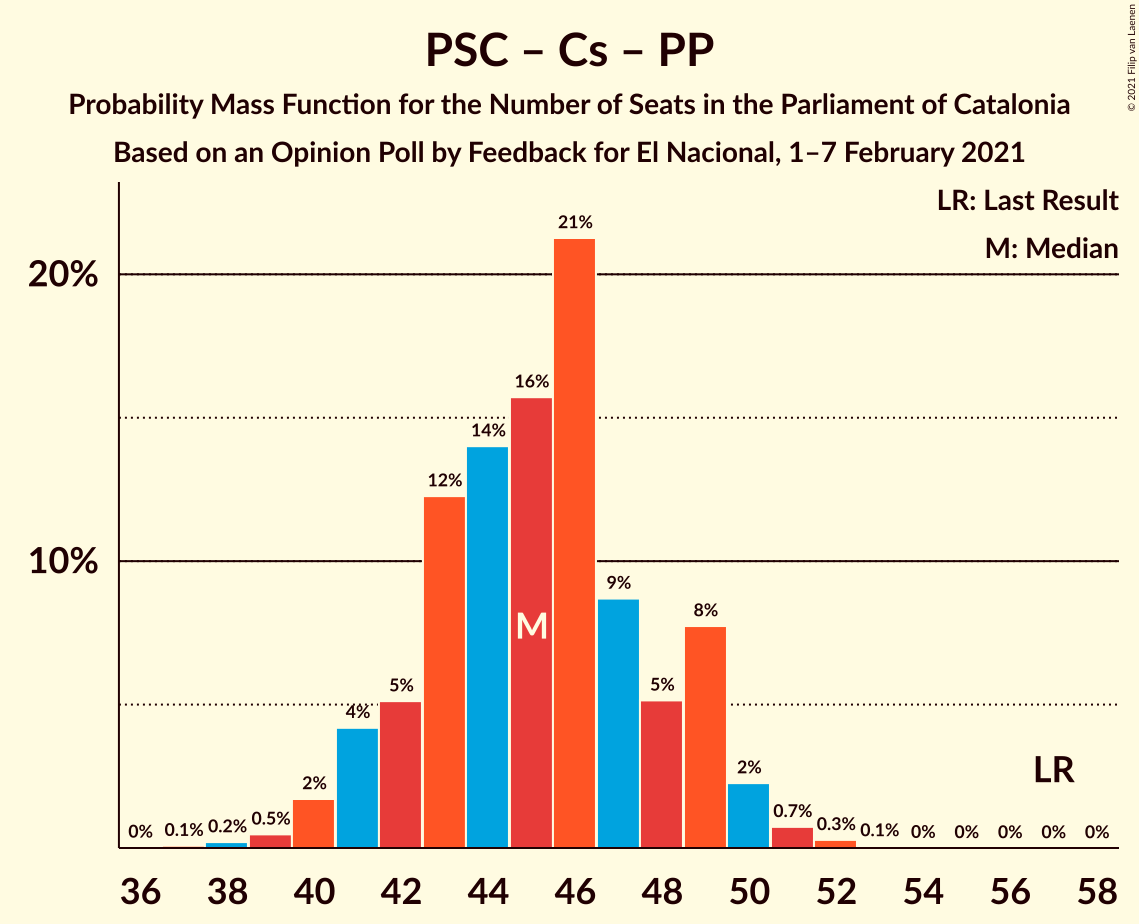 PSC – Cs – PP
Probability Mass Function for the Number of Seats in the Parliament of Catalonia
Based on an Opinion Poll by Feedback for El Nacional, 1–7 February 2021
© 2021 Filip van Laenen
LR: Last Result
M: Median
20%
10%
0% 0.1% 0.2% 0.5% 2% 4% 5% 12% 14% 16% 21% 9% 5% 8% 2% 0.7% 0.3% 0.1% 0% 0% 0% 0% 0%
M
LR
36 38 40 42 44 46 48 50 52 54 56 58